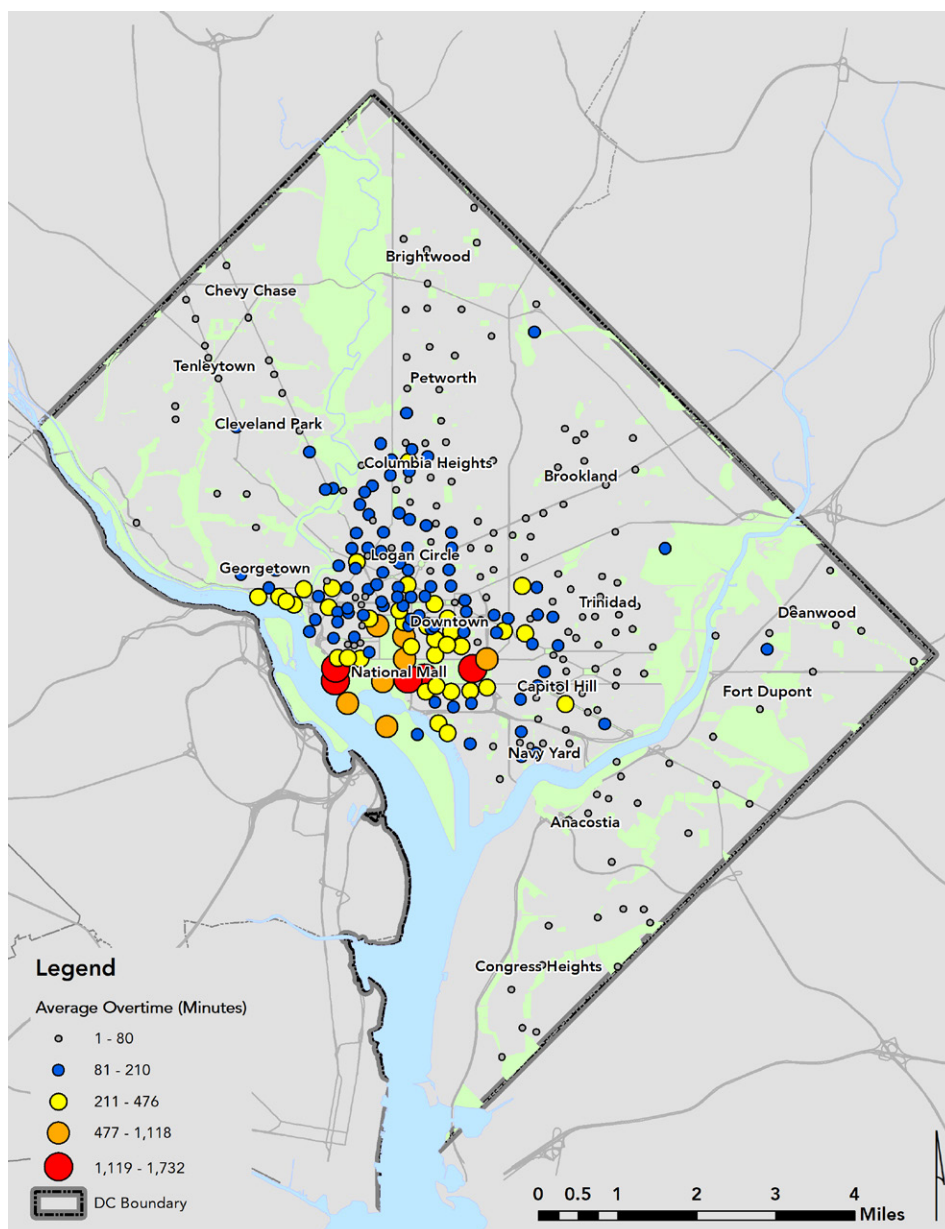 Brightwood
Chevy Chase
Tenleytown
Petworth
Cleveland Park
Columbia Heights
Brookland
Logan Circle
Georgetown
Trinidad
Deanwood
Downtown
National Mall
Capitol Hill
Fort Dupont
Navy Yard
Anacostia
Congress Heights
Legend
Average Overtime (Minutes)
1 - 80
81 - 210
211 - 476
477 - 1,118
1,119 - 1,732
DC Boundary
0 0.5 1 2 3 4
Miles